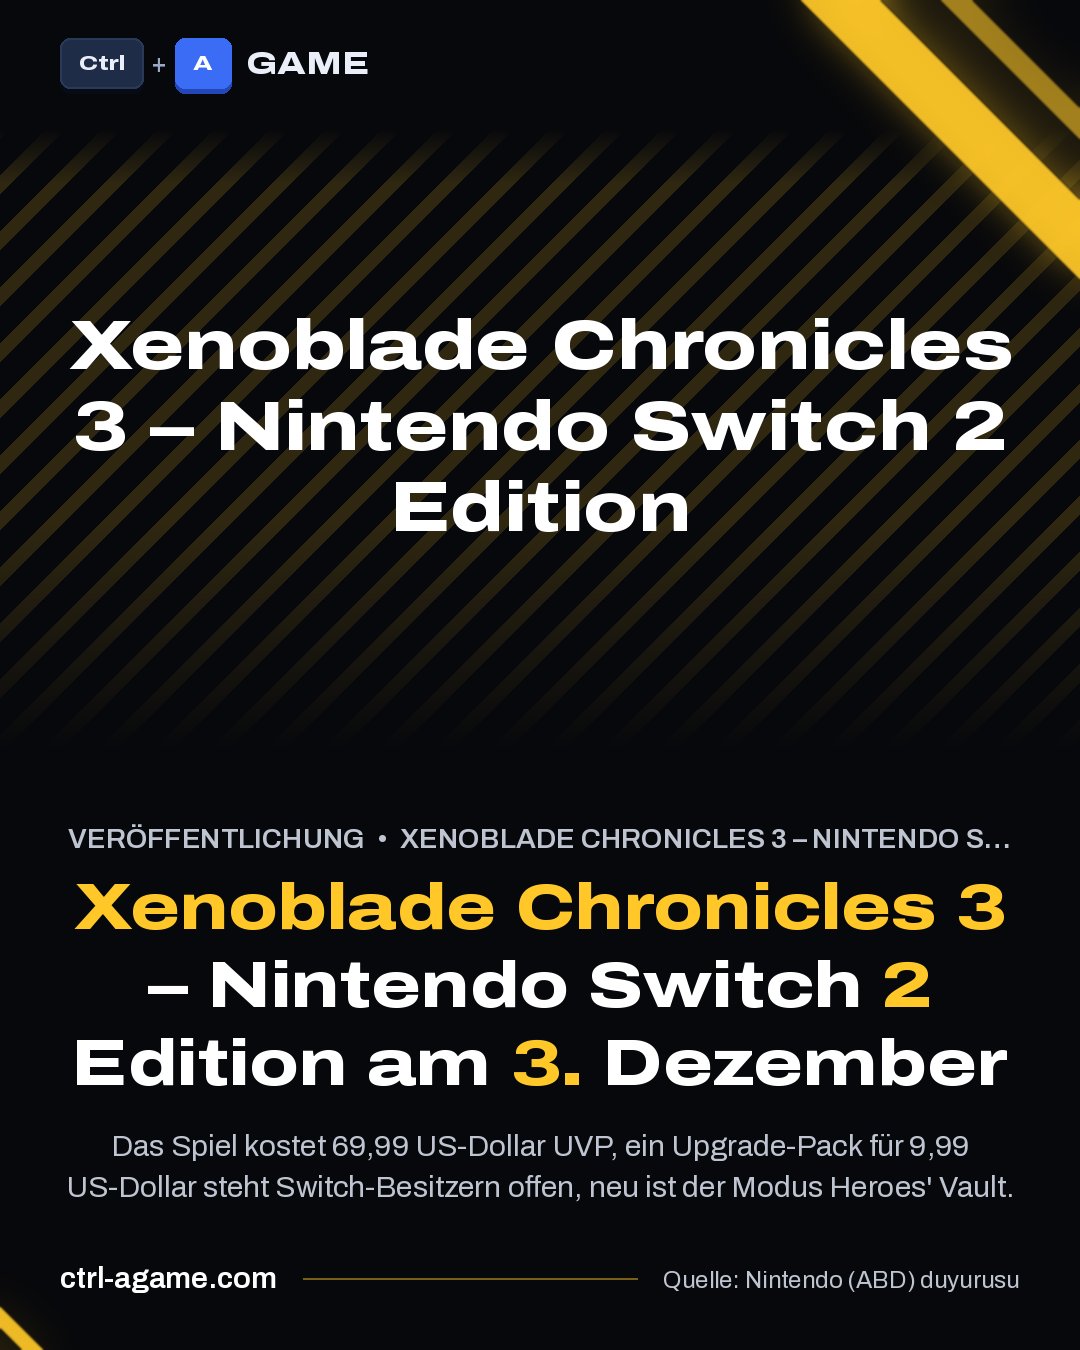 Ctrl + A GAME
Xenoblade Chronicles
3 – Nintendo Switch 2
Edition
VERÖFFENTLICHUNG • XENOBLADE CHRONICLES 3 – NINTENDO S…
Xenoblade Chronicles 3
– Nintendo Switch 2
Edition am 3. Dezember
Das Spiel kostet 69,99 US-Dollar UVP, ein Upgrade-Pack für 9,99
US-Dollar steht Switch-Besitzern offen, neu ist der Modus Heroes' Vault.
ctrl-agame.com
Quelle: Nintendo (ABD) duyurusu